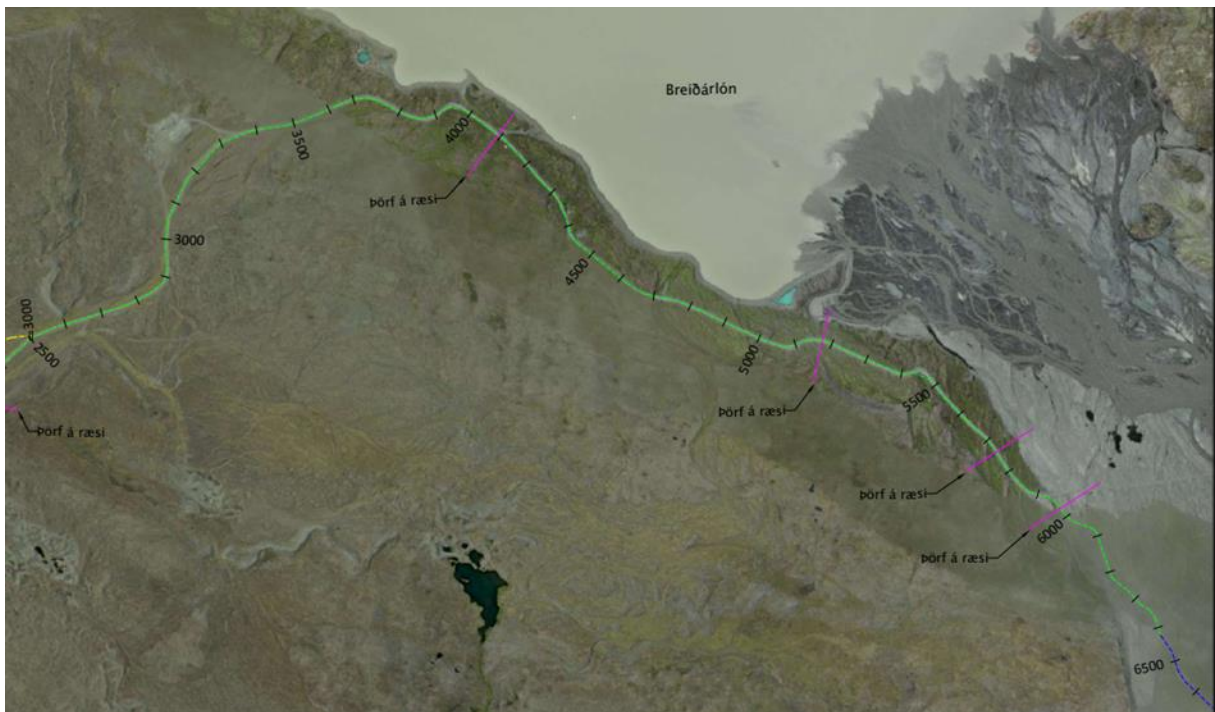 Breiðárlón
4000
3500
Þörf á ræsi
3000
4500
3000
2500
5000
5500
Þörf á ræsi
Þörf á ræsi
Þörf á ræsi
6000
Þörf á ræsi
6500